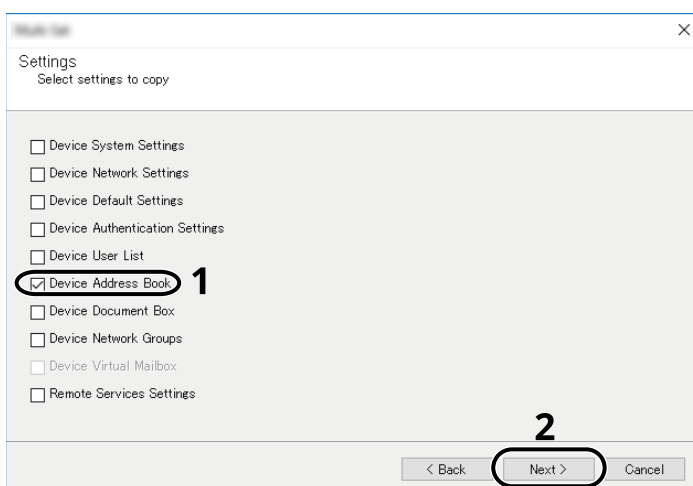 Settings
Select settings to copy
Device System Settings
Device Network Settings
Device Default Settings
Device Authentication Settings
Device User List
Device Address Book 1
Device Document Box
Device Network Groups
Device Virtual Mailbox
Remote Services Settings
2
< Back Next > Cancel